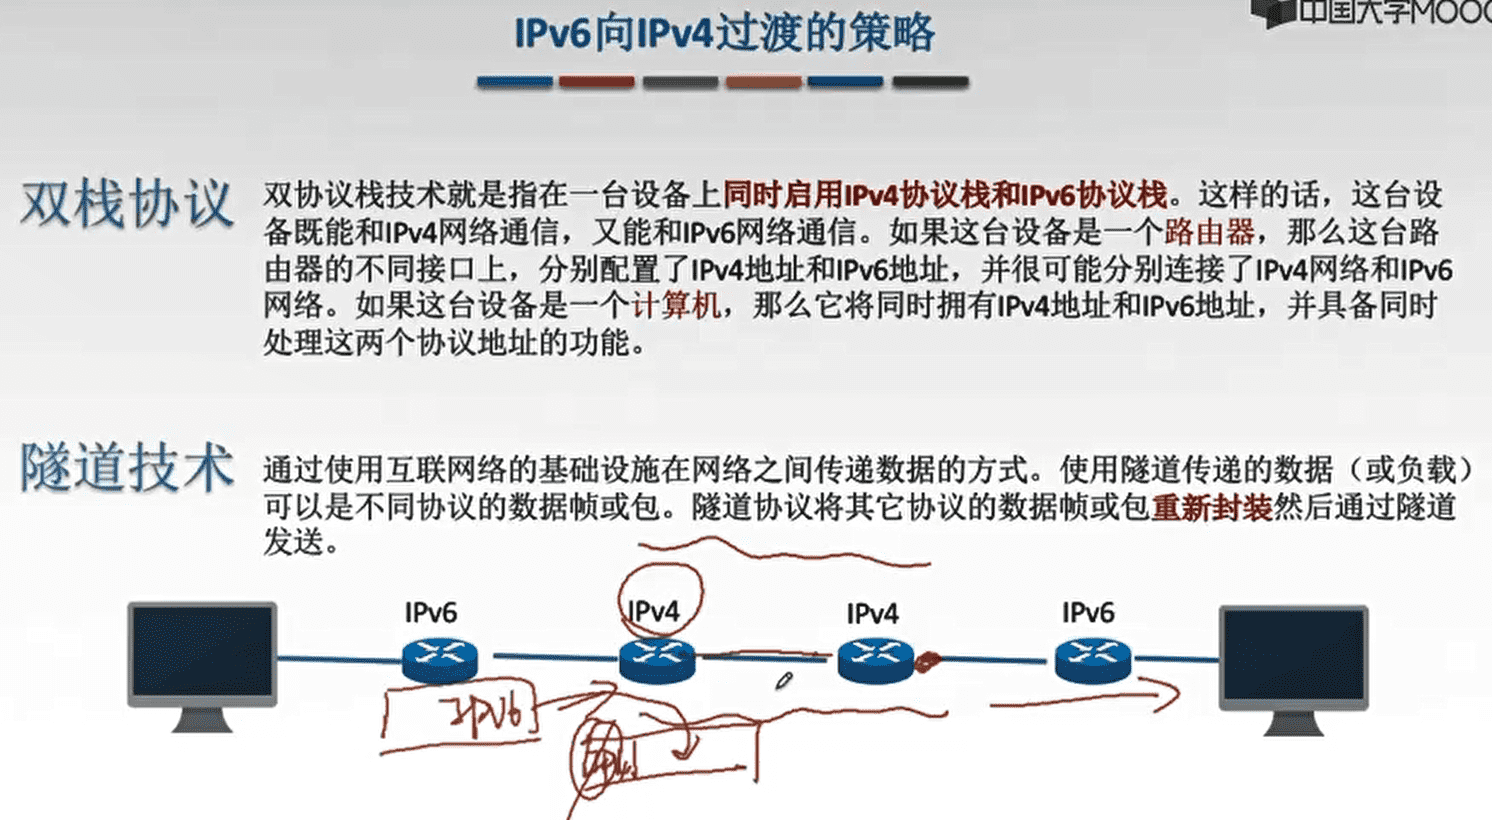 中国大学MOOC
IPv6向IPv4过渡的策略
双栈协议
双协议栈技术就是指在一台设备上同时启用IPv4协议栈和IPv6协议栈。这样的话，这台设
备既能和IPv4网络通信，又能和IPv6网络通信。如果这台设备是一个路由器，那么这台路
由器的不同接口上，分别配置了IPv4地址和IPv6地址，并很可能分别连接了IPv4网络和IPv6
网络。如果这台设备是一个计算机，那么它将同时拥有IPv4地址和IPv6地址，并具备同时
处理这两个协议地址的功能。
隧道技术
通过使用互联网络的基础设施在网络之间传递数据的方式。使用隧道传递的数据（或负载）
可以是不同协议的数据帧或包。隧道协议将其它协议的数据帧或包重新封装然后通过隧道
发送。
IPv6 IPv4 IPv4 IPv6
IPV6